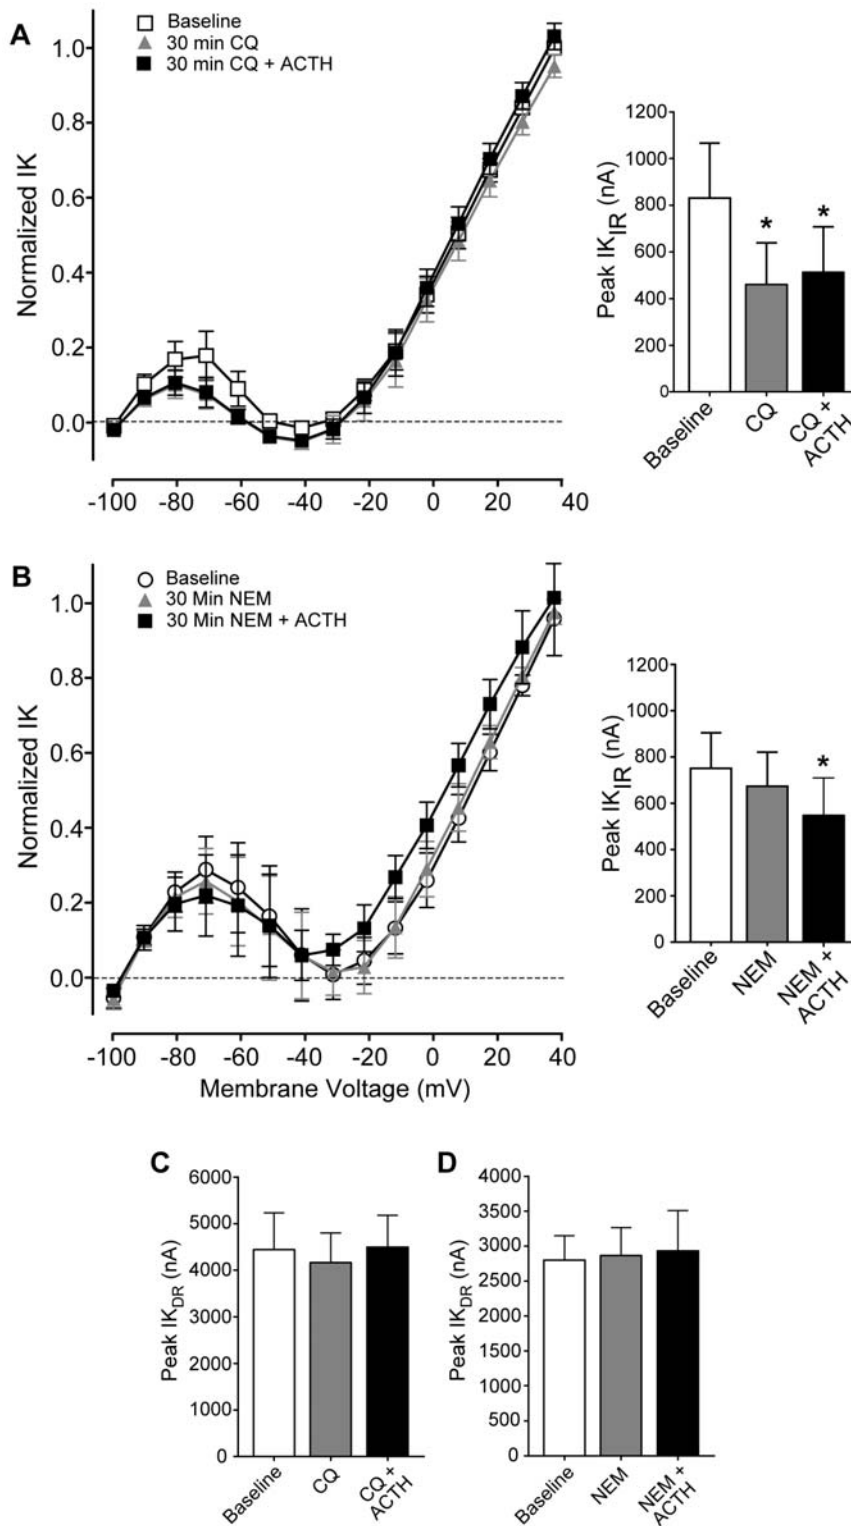 A
Baseline
30 min CQ
30 min CQ + ACTH
Normalized IK
1.0
0.8
0.6
0.4
0.2
0.0
-100 -80 -60 -40 -20 0 20 40
Peak IKIR (nA)
1200
1000
800
600
400
200
0
* *
Baseline
CQ
CQ +
ACTH
B
Baseline
30 Min NEM
30 Min NEM + ACTH
Normalized IK
1.0
0.8
0.6
0.4
0.2
0.0
-100 -80 -60 -40 -20 0 20 40
Membrane Voltage (mV)
Peak IKIR (nA)
1200
1000
800
600
400
200
0
*
Baseline
NEM
NEM +
ACTH
C
Peak IKDR (nA)
6000
5000
4000
3000
2000
1000
0
Baseline
CQ
CQ +
ACTH
D
Peak IKDR (nA)
4000
3500
3000
2500
2000
1500
1000
500
0
Baseline
NEM
NEM +
ACTH